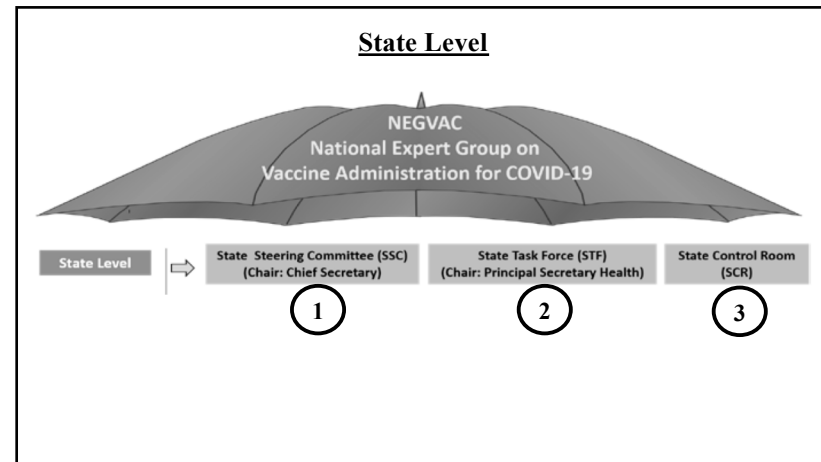 State Level
NEGVAC
National Expert Group on
Vaccine Administration for COVID-19
State Level
State Steering Committee (SSC)
(Chair: Chief Secretary)
State Task Force (STF)
(Chair: Principal Secretary Health)
State Control Room
(SCR)
1
2
3